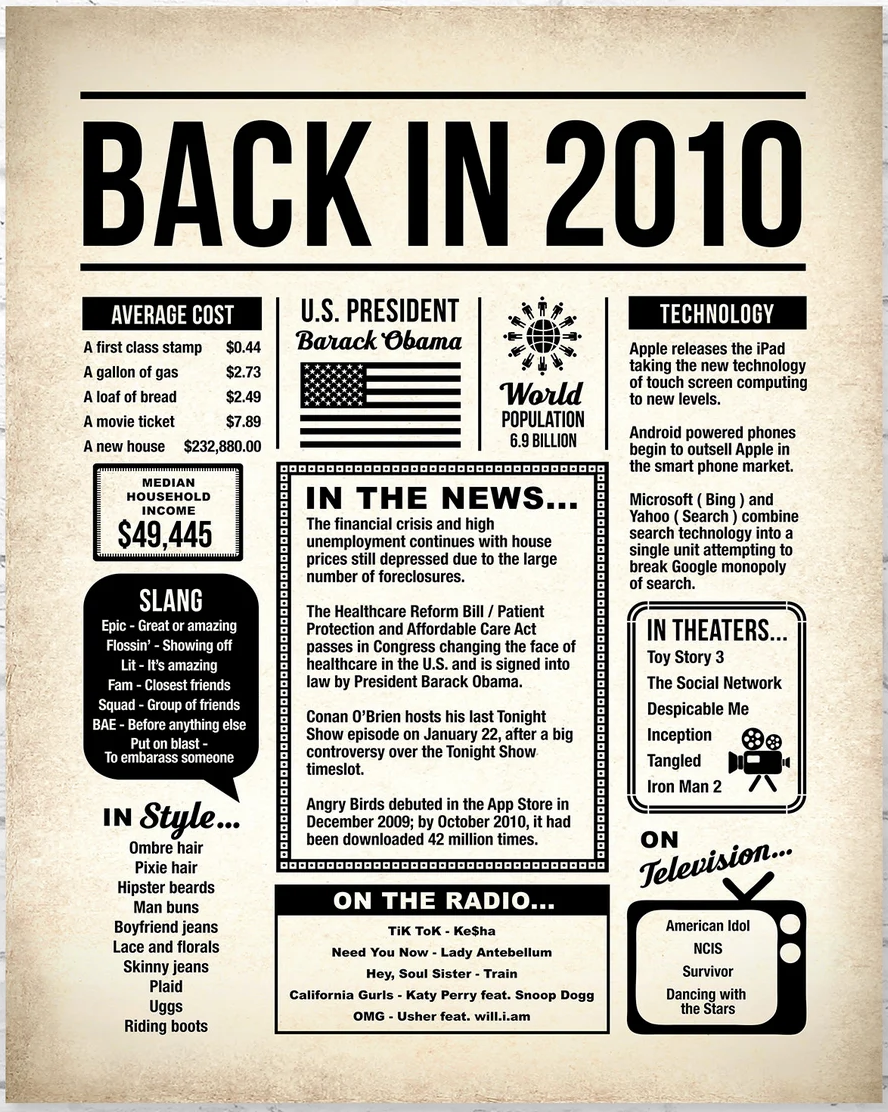 BACK IN 2010
AVERAGE COST
A first class stamp $0.44
A gallon of gas $2.73
A loaf of bread $2.49
A movie ticket $7.89
A new house $232,880.00
MEDIAN
HOUSEHOLD
INCOME
$49,445
SLANG
Epic - Great or amazing
Flossin’ - Showing off
Lit - It’s amazing
Fam - Closest friends
Squad - Group of friends
BAE - Before anything else
Put on blast -
To embarass someone
IN Style...
Ombre hair
Pixie hair
Hipster beards
Man buns
Boyfriend jeans
Lace and florals
Skinny jeans
Plaid
Uggs
Riding boots
U.S. PRESIDENT
Barack Obama
World
POPULATION
6.9 BILLION
IN THE NEWS...
The financial crisis and high
unemployment continues with house
prices still depressed due to the large
number of foreclosures.
The Healthcare Reform Bill / Patient
Protection and Affordable Care Act
passes in Congress changing the face of
healthcare in the U.S. and is signed into
law by President Barack Obama.
Conan O’Brien hosts his last Tonight
Show episode on January 22, after a big
controversy over the Tonight Show
timeslot.
Angry Birds debuted in the App Store in
December 2009; by October 2010, it had
been downloaded 42 million times.
ON THE RADIO...
TiK ToK - Ke$ha
Need You Now - Lady Antebellum
Hey, Soul Sister - Train
California Gurls - Katy Perry feat. Snoop Dogg
OMG - Usher feat. will.i.am
TECHNOLOGY
Apple releases the iPad
taking the new technology
of touch screen computing
to new levels.
Android powered phones
begin to outsell Apple in
the smart phone market.
Microsoft ( Bing ) and
Yahoo ( Search ) combine
search technology into a
single unit attempting to
break Google monopoly
of search.
IN THEATERS...
Toy Story 3
The Social Network
Despicable Me
Inception
Tangled
Iron Man 2
ON
Television...
American Idol
NCIS
Survivor
Dancing with
the Stars